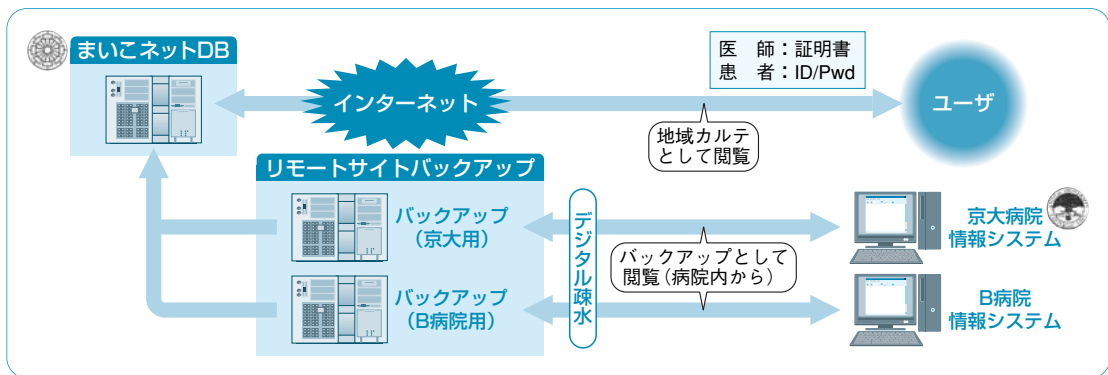 まいこネットDB
インターネット
医　師：証明書
患　者：ID/Pwd
ユーザ
地域カルテ
として閲覧
リモートサイトバックアップ
バックアップ
（京大用）
デジタル疏水
京大病院
情報システム
バックアップとして
閲覧（病院内から）
バックアップ
（B病院用）
B病院
情報システム